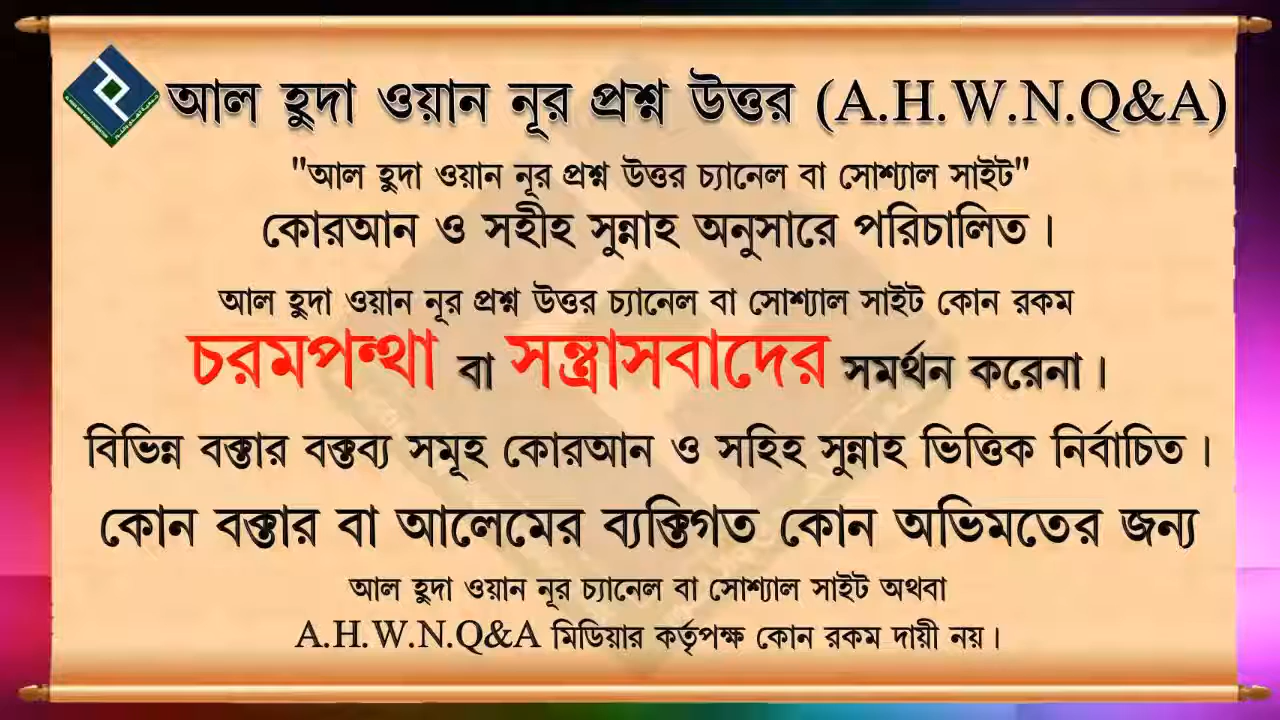 আল হুদা ওয়ান নূর প্রশ্ন উত্তর (A.H.W.N.Q&A)
"আল হুদা ওয়ান নূর প্রশ্ন উত্তর চ্যানেল বা সোশ্যাল সাইট"
কোরআন ও সহীহ সুন্নাহ অনুসারে পরিচালিত।
আল হুদা ওয়ান নূর প্রশ্ন উত্তর চ্যানেল বা সোশ্যাল সাইট কোন রকম
চরমপন্থা বা সন্ত্রাসবাদের সমর্থন করেনা।
বিভিন্ন বক্তার বক্তব্য সমূহ কোরআন ও সহিহ সুন্নাহ ভিত্তিক নির্বাচিত।
কোন বক্তার বা আলেমের ব্যক্তিগত কোন অভিমতের জন্য
আল হুদা ওয়ান নূর চ্যানেল বা সোশ্যাল সাইট অথবা
A.H.W.N.Q&A মিডিয়ার কর্তৃপক্ষ কোন রকম দায়ী নয়।